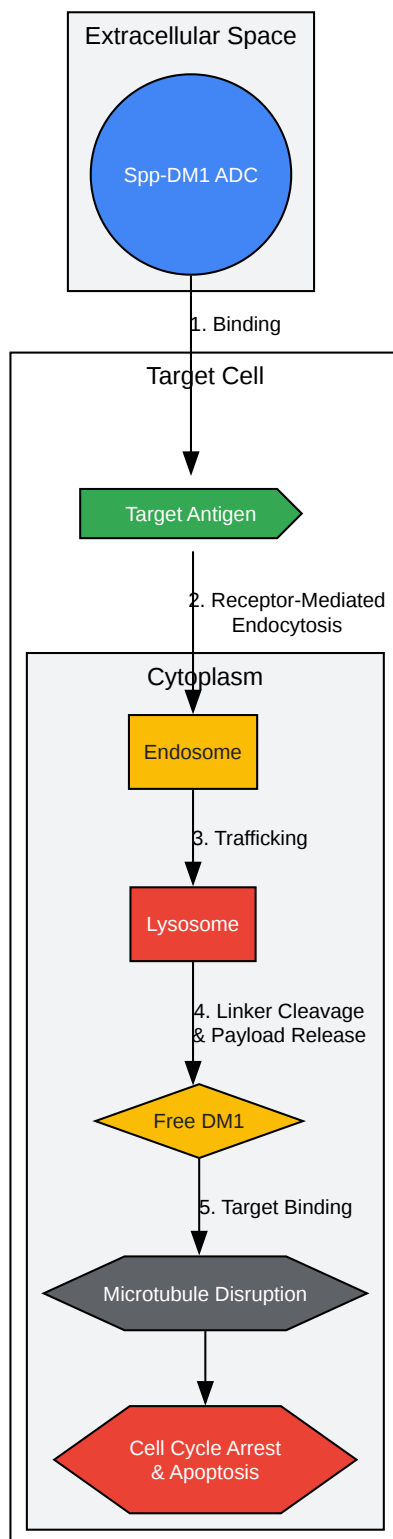 Extracellular Space
Spp-DM1 ADC
1. Binding
Target Cell
Target Antigen
2. Receptor-Mediated
Endocytosis
Cytoplasm
Endosome
3. Trafficking
Lysosome
4. Linker Cleavage
& Payload Release
Free DM1
5. Target Binding
Microtubule Disruption
Cell Cycle Arrest
& Apoptosis